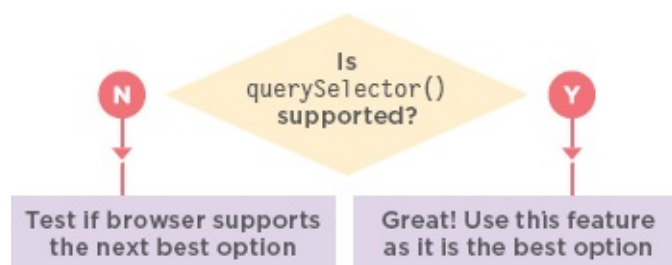 Is
querySelector()
supported?
N
Y
Test if browser supports
the next best option
Great! Use this feature
as it is the best option